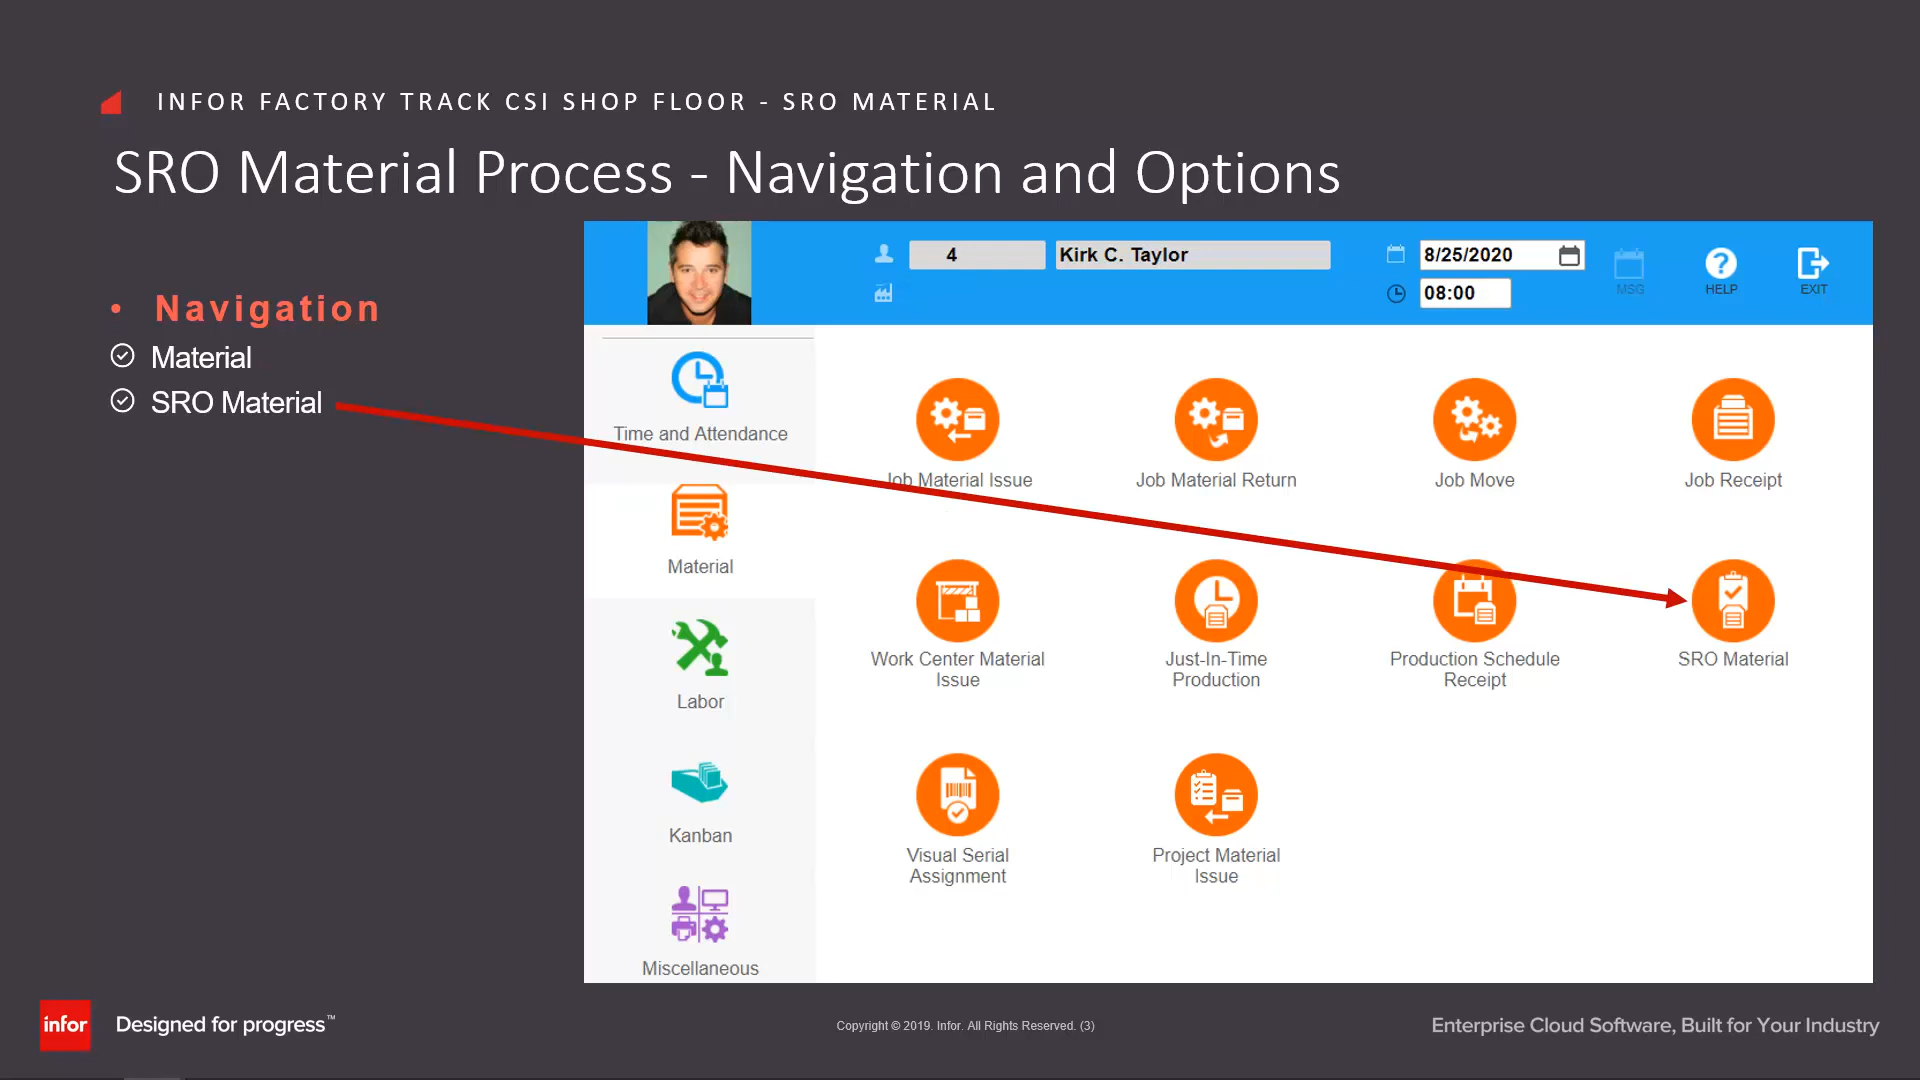 INFOR FACTORY TRACK CSI SHOP FLOOR - SRO MATERIAL
SRO Material Process - Navigation and Options
• Navigation
Material
SRO Material
4
Kirk C. Taylor
8/25/2020
08:00
MSG
HELP
EXIT
Time and Attendance
Material
Labor
Kanban
Miscellaneous
Job Material Issue
Job Material Return
Job Move
Job Receipt
Work Center Material
Issue
Just-In-Time
Production
Production Schedule
Receipt
SRO Material
Visual Serial
Assignment
Project Material
Issue
infor
Designed for progress™
Copyright © 2019. Infor. All Rights Reserved. (3)
Enterprise Cloud Software, Built for Your Industry